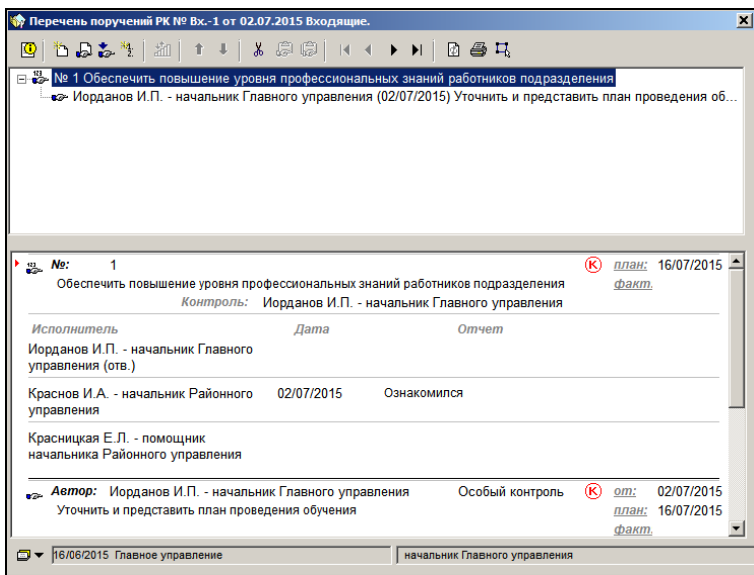 Перечень поручений РК № Вх.-1 от 02.07.2015 Входящие.
№ 1 Обеспечить повышение уровня профессиональных знаний работников подразделения
Иорданов И.П. - начальник Главного управления (02/07/2015) Уточнить и представить план проведения об...
№: 1 К план: 16/07/2015
Обеспечить повышение уровня профессиональных знаний работников подразделения факт.
Контроль: Иорданов И.П. - начальник Главного управления
Исполнитель Дата Отчет
Иорданов И.П. - начальник Главного
управления (отв.)
Краснов И.А. - начальник Районного 02/07/2015 Ознакомился
управления
Красницкая Е.Л. - помощник
начальника Районного управления
Автор: Иорданов И.П. - начальник Главного управления Особый контроль К от: 02/07/2015
Уточнить и представить план проведения обучения план: 16/07/2015
факт.
16/06/2015 Главное управление начальник Главного управления